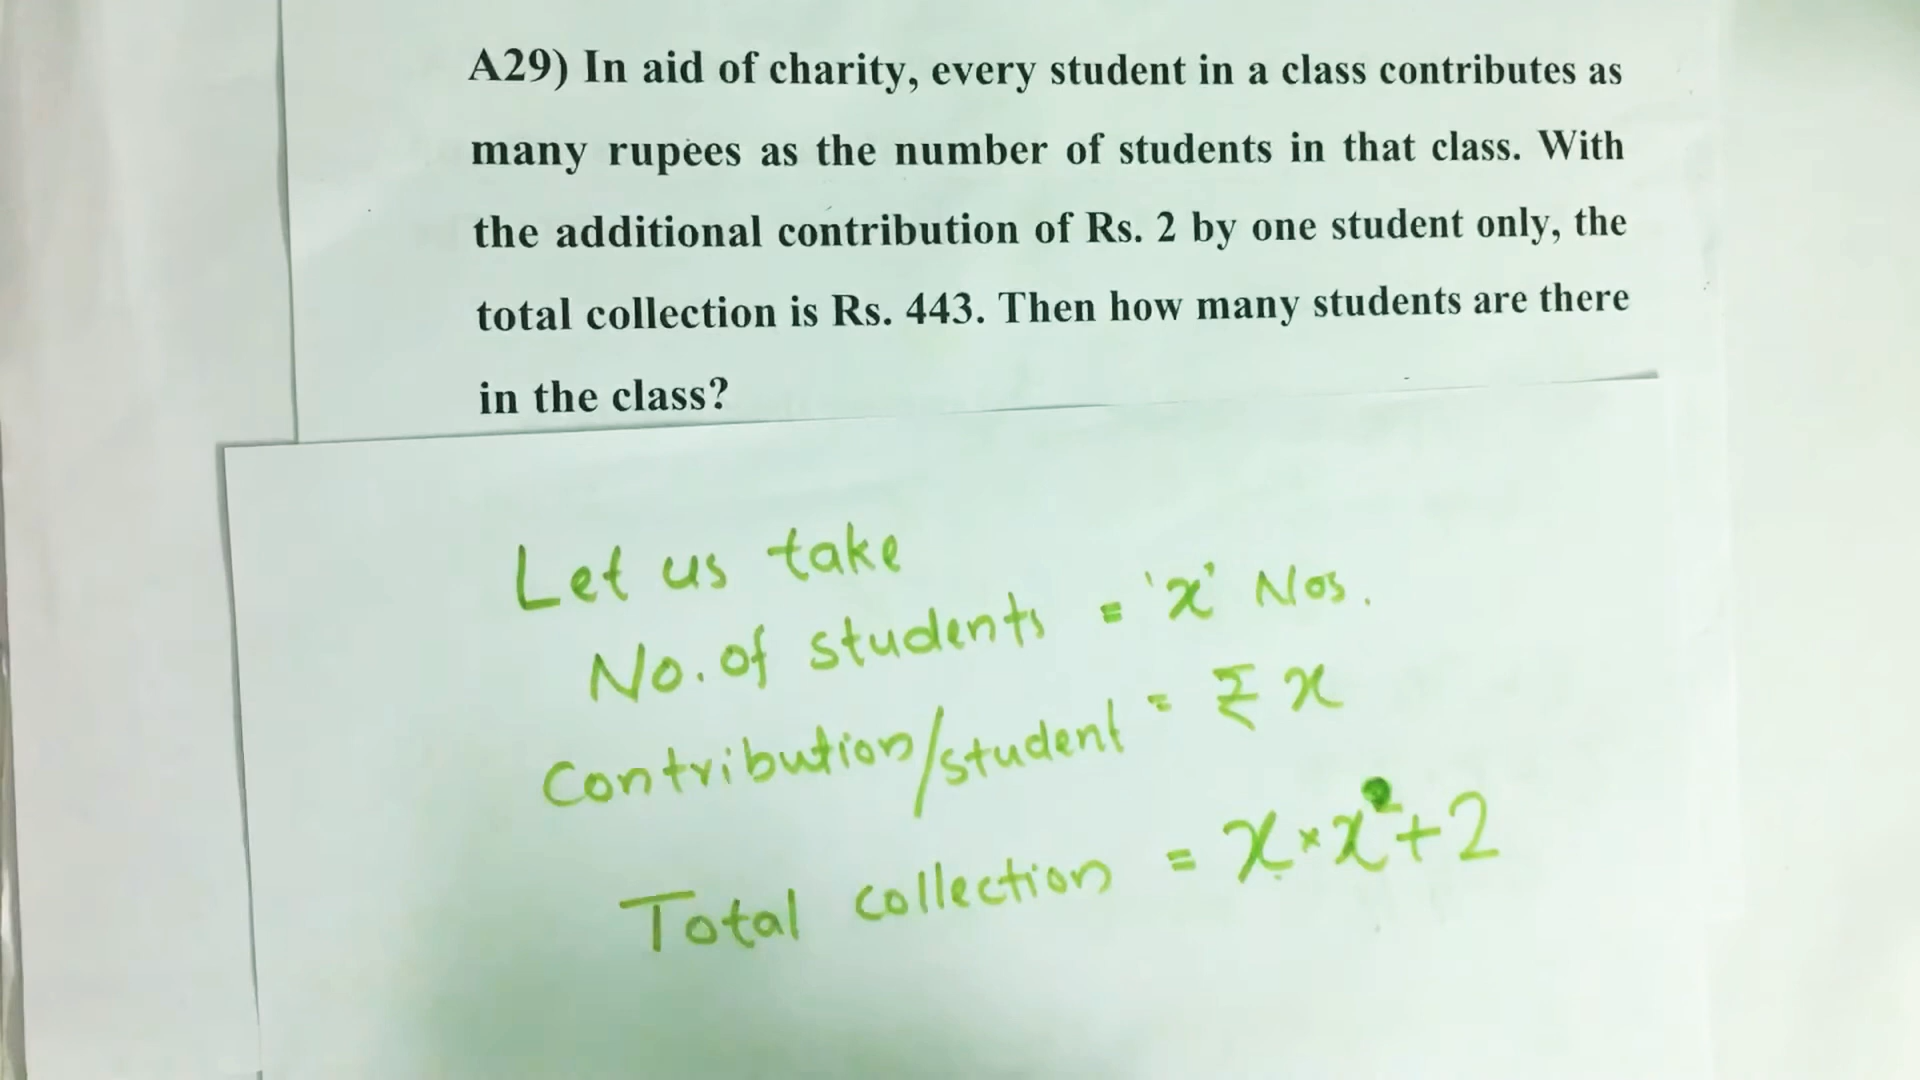 A29) In aid of charity, every student in a class contributes as
many rupees as the number of students in that class. With
the additional contribution of Rs. 2 by one student only, the
total collection is Rs. 443. Then how many students are there
in the class?
Let us take
No. of students = 'x' Nos.
Contribution/student = ₹ x
Total collection = x × x² + 2